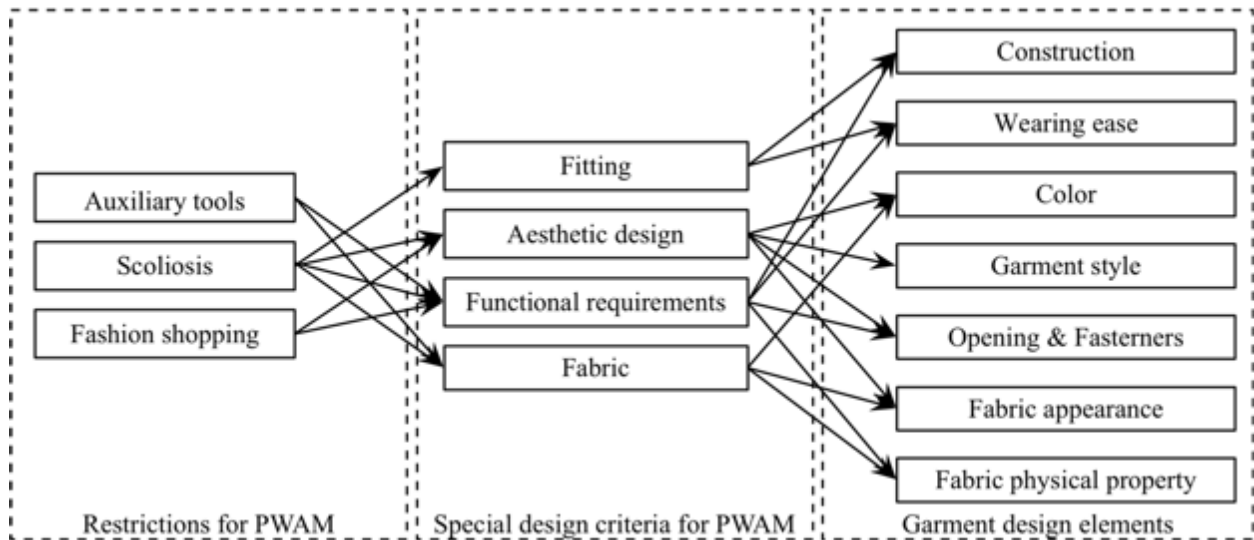 Auxiliary tools
Scoliosis
Fashion shopping
Restrictions for PWAM
Fitting
Aesthetic design
Functional requirements
Fabric
Special design criteria for PWAM
Construction
Wearing ease
Color
Garment style
Opening & Fasterners
Fabric appearance
Fabric physical property
Garment design elements